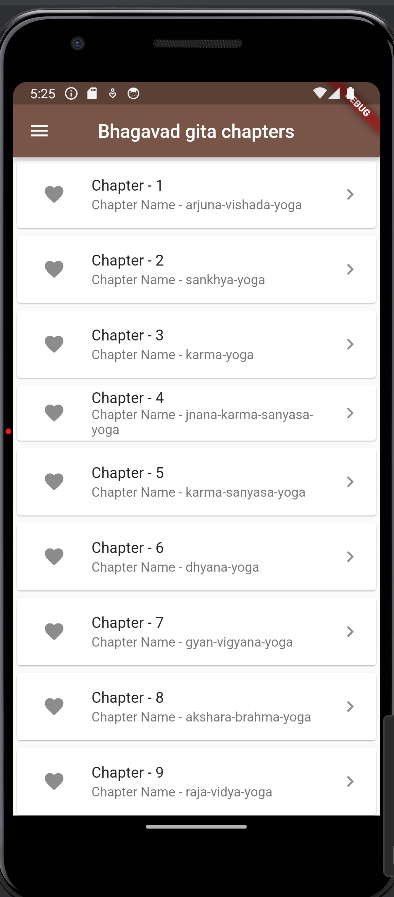 5:25
DEBUG
Bhagavad gita chapters
Chapter - 1
Chapter Name - arjuna-vishada-yoga
Chapter - 2
Chapter Name - sankhya-yoga
Chapter - 3
Chapter Name - karma-yoga
Chapter - 4
Chapter Name - jnana-karma-sanyasa-
yoga
Chapter - 5
Chapter Name - karma-sanyasa-yoga
Chapter - 6
Chapter Name - dhyana-yoga
Chapter - 7
Chapter Name - gyan-vigyana-yoga
Chapter - 8
Chapter Name - akshara-brahma-yoga
Chapter - 9
Chapter Name - raja-vidya-yoga